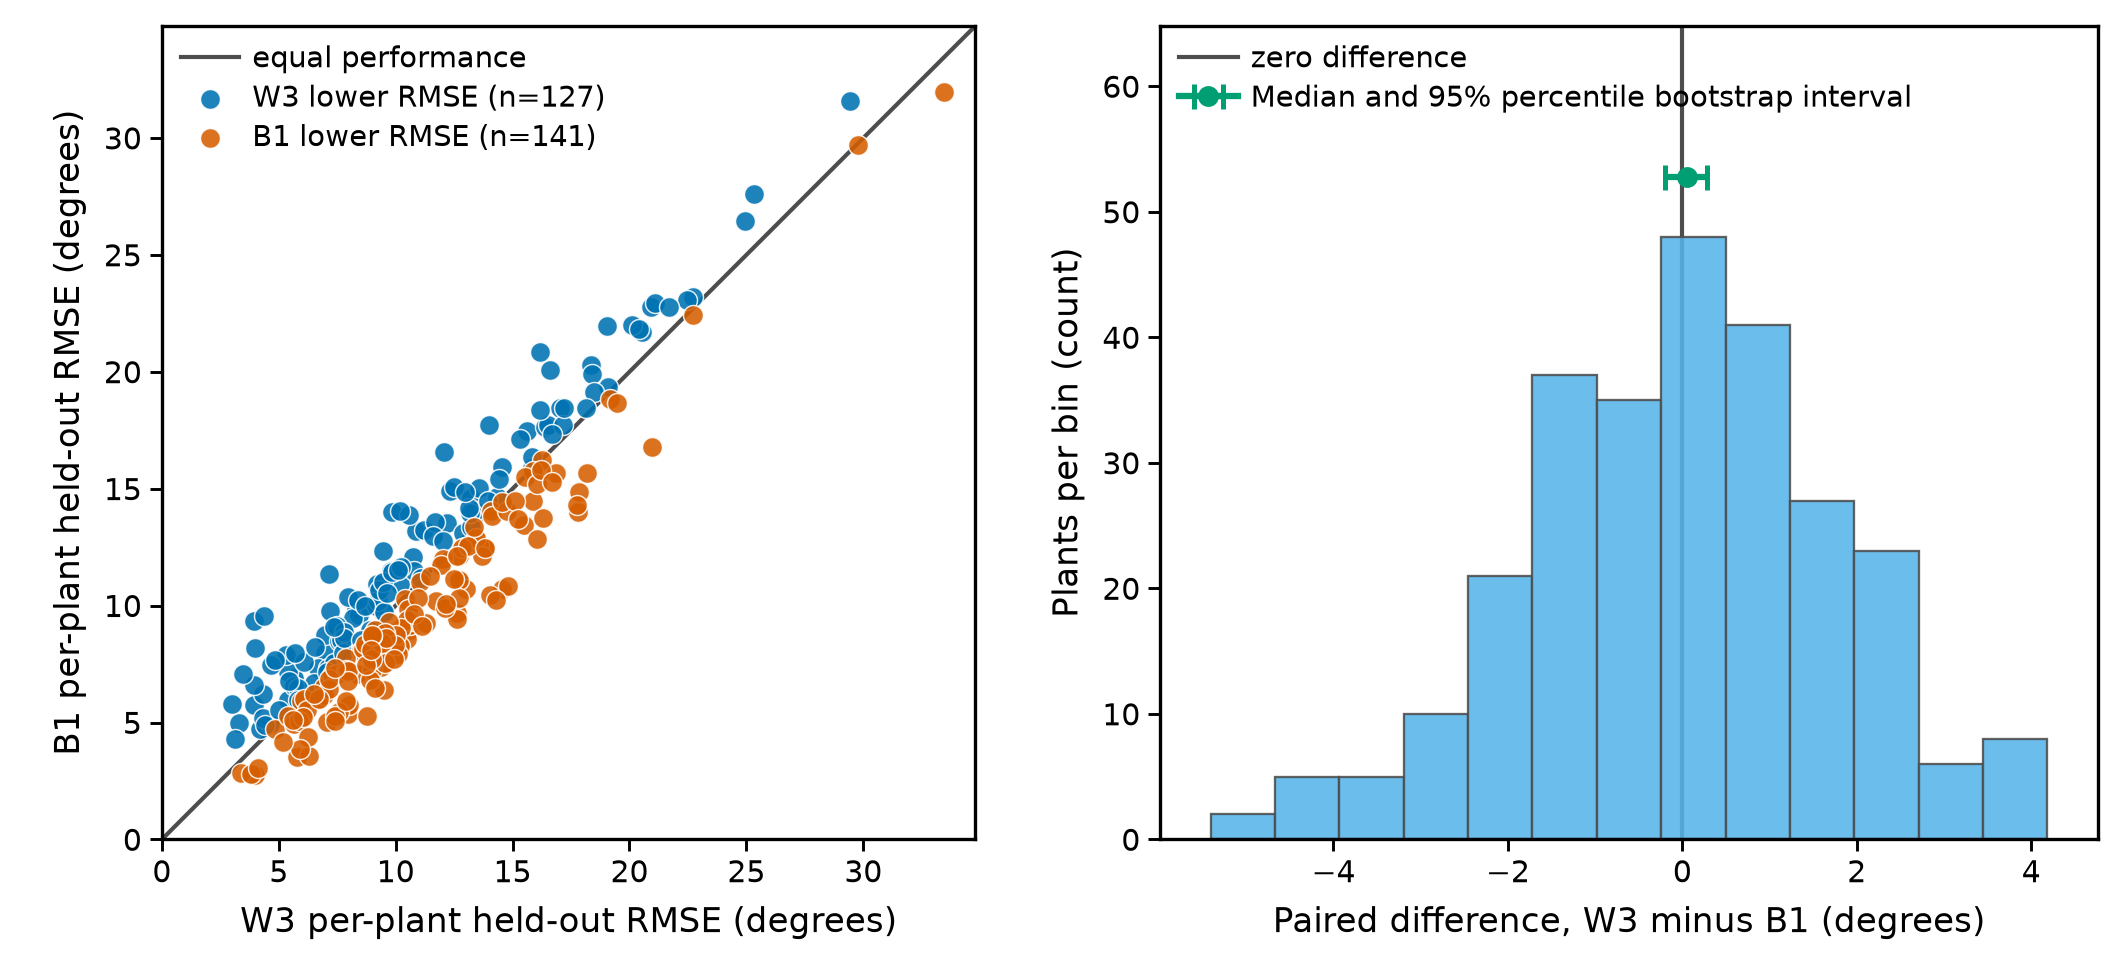 equal performance
W3 lower RMSE (n=127)
B1 lower RMSE (n=141)
B1 per-plant held-out RMSE (degrees)
30
25
20
15
10
5
0
0 5 10 15 20 25 30
W3 per-plant held-out RMSE (degrees)
zero difference
Median and 95% percentile bootstrap interval
Plants per bin (count)
60
50
40
30
20
10
0
−4 −2 0 2 4
Paired difference, W3 minus B1 (degrees)